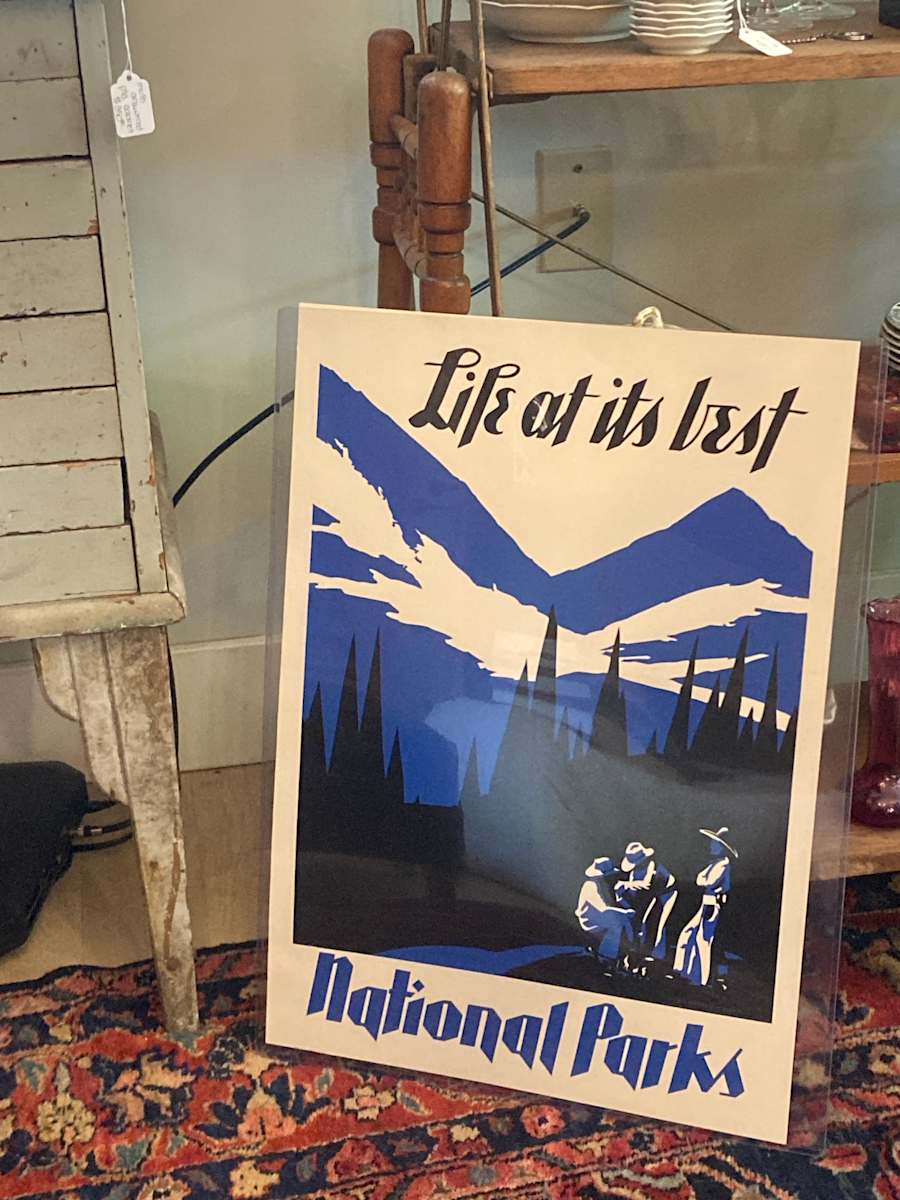 Life at its best
National Parks